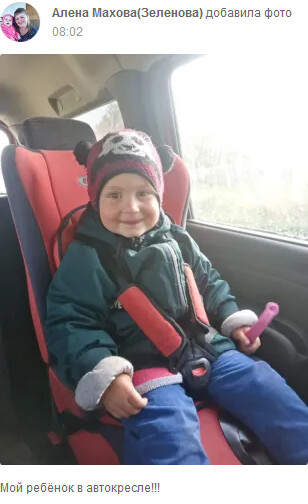 Алена Махова(Зеленова) добавила фото
08:02
Мой ребёнок в автокресле!!!